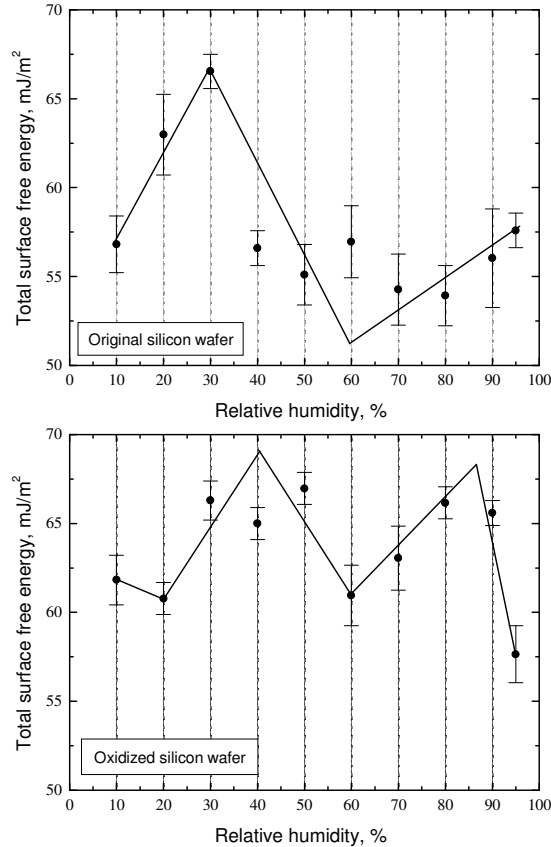 70
65
60
55
50
Total surface free energy, mJ/m²
Original silicon wafer
0 10 20 30 40 50 60 70 80 90 100
Relative humidity, %
70
65
60
55
50
Total surface free energy, mJ/m²
Oxidized silicon wafer
0 10 20 30 40 50 60 70 80 90 100
Relative humidity, %